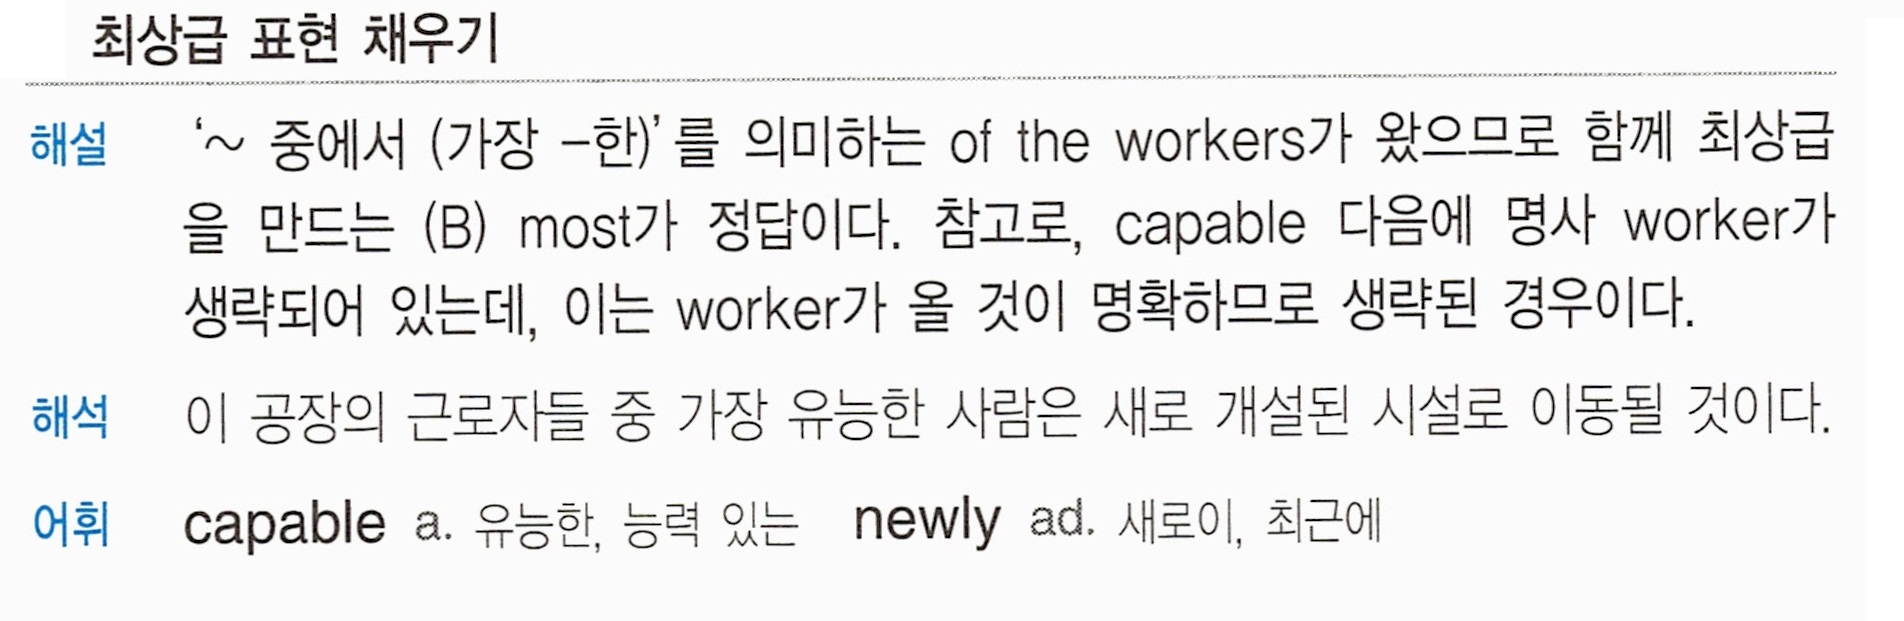 최상급 표현 채우기
해설 '~ 중에서 (가장 –한)'를 의미하는 of the workers가 왔으므로 함께 최상급
을 만드는 (B) most가 정답이다. 참고로, capable 다음에 명사 worker가
생략되어 있는데, 이는 worker가 올 것이 명확하므로 생략된 경우이다.
해석 이 공장의 근로자들 중 가장 유능한 사람은 새로 개설된 시설로 이동될 것이다.
어휘 capable a. 유능한, 능력 있는 newly ad. 새로이, 최근에